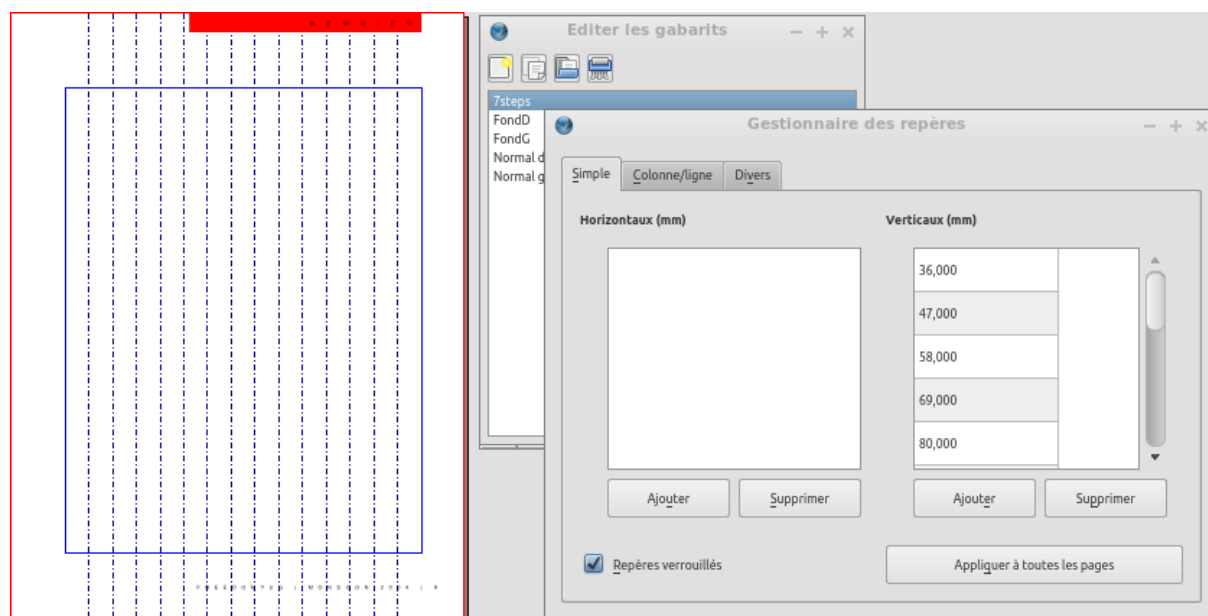 Editer les gabarits
7steps
FondD
FondG
Normal d
Normal g
Gestionnaire des repères
Simple Colonne/ligne Divers
Horizontaux (mm) Verticaux (mm)
36,000
47,000
58,000
69,000
80,000
Ajouter Supprimer Ajouter Supprimer
Repères verrouillés Appliquer à toutes les pages